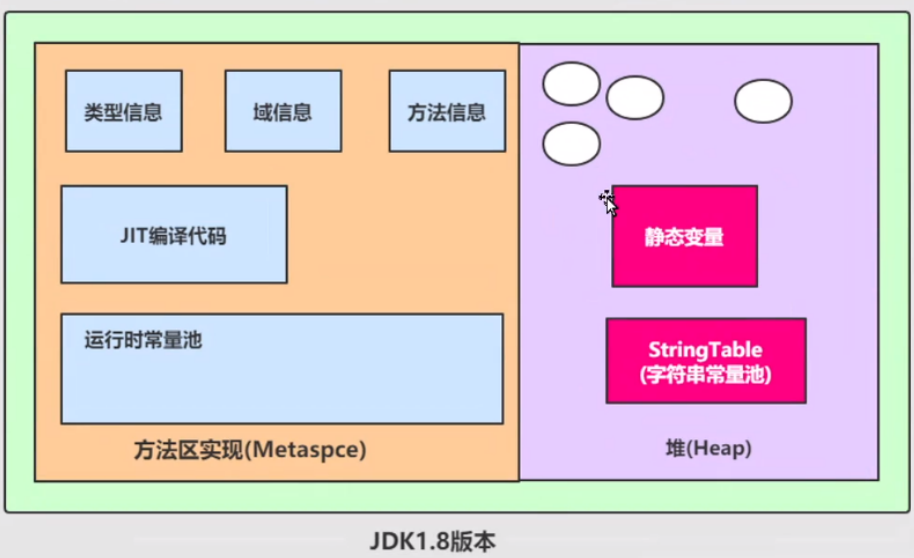 类型信息
域信息
方法信息
JIT编译代码
运行时常量池
方法区实现(Metaspce)
静态变量
StringTable
(字符串常量池)
堆(Heap)
JDK1.8版本